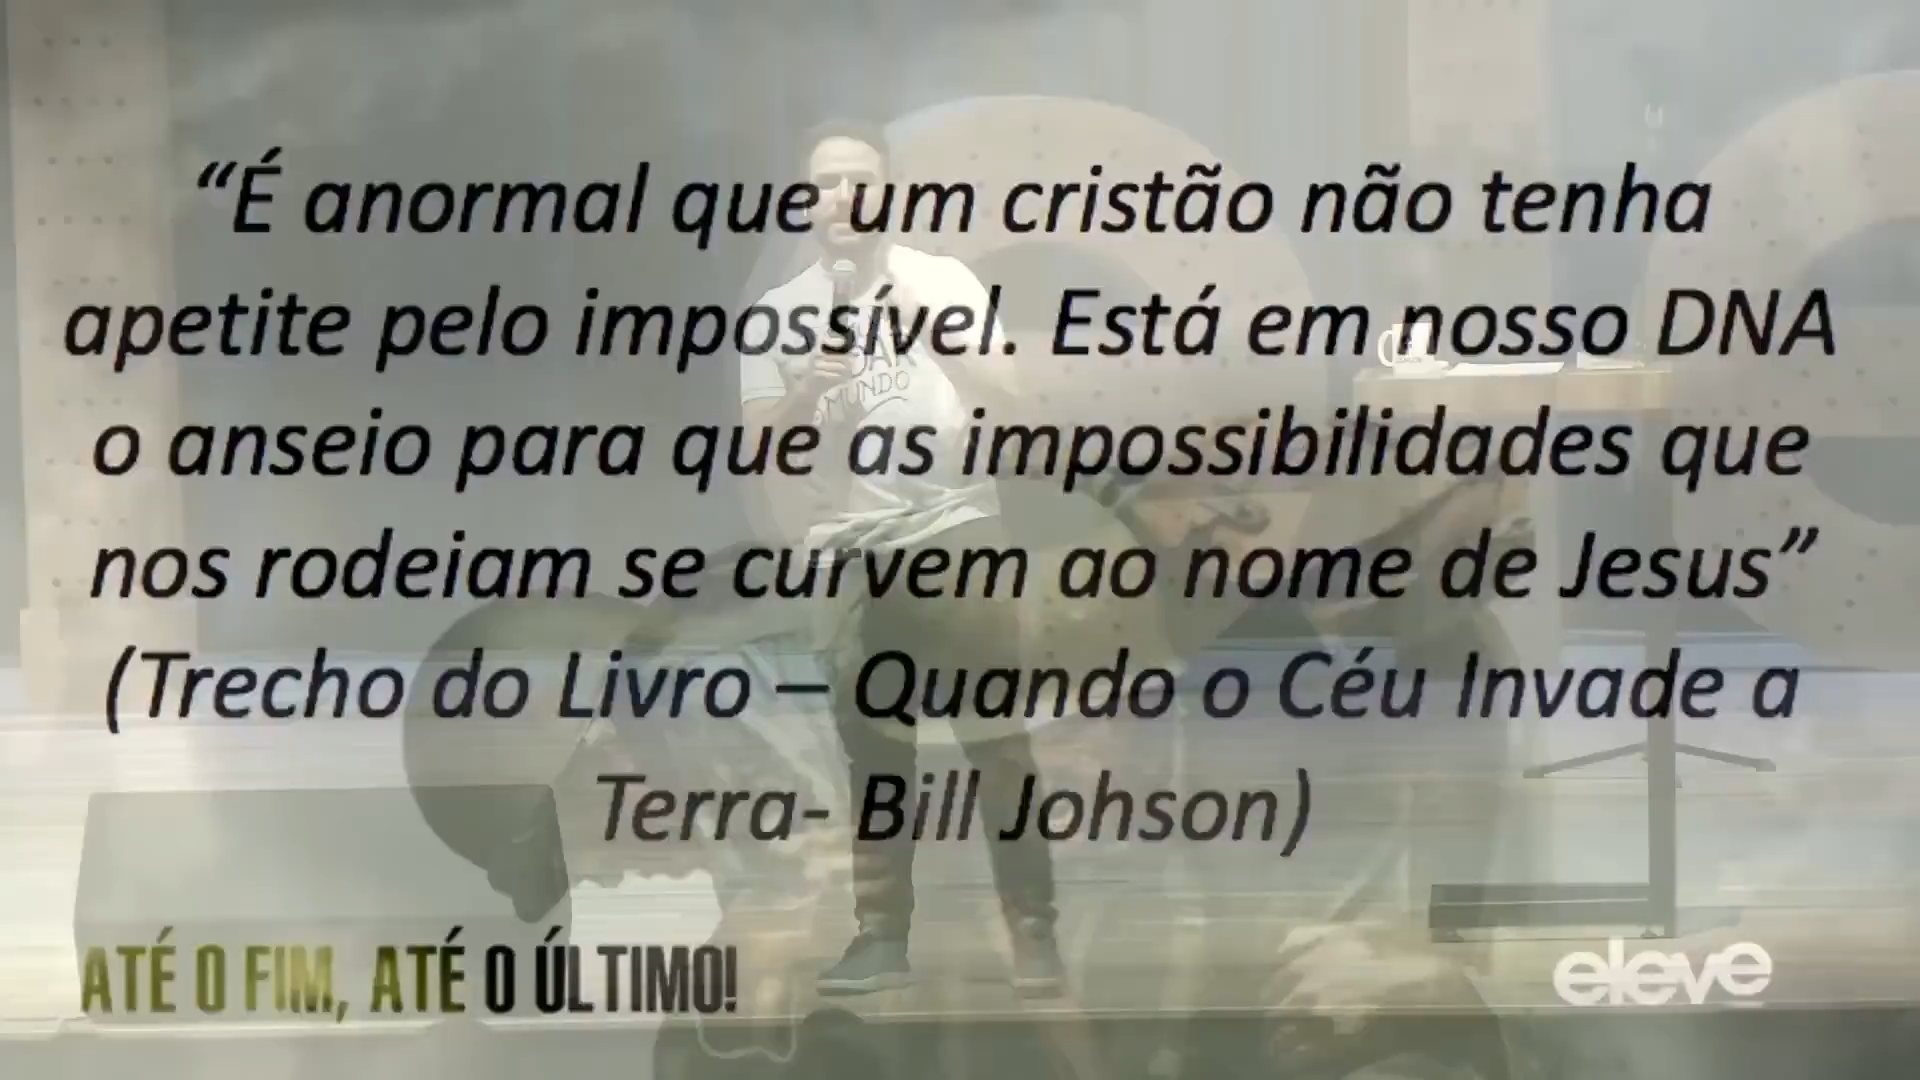 “É anormal que um cristão não tenha
apetite pelo impossível. Está em nosso DNA
o anseio para que as impossibilidades que
nos rodeiam se curvem ao nome de Jesus”
(Trecho do Livro – Quando o Céu Invade a
Terra- Bill Johson)
MUNDO
ATÉ O FIM, ATÉ O ÚLTIMO!
eleve